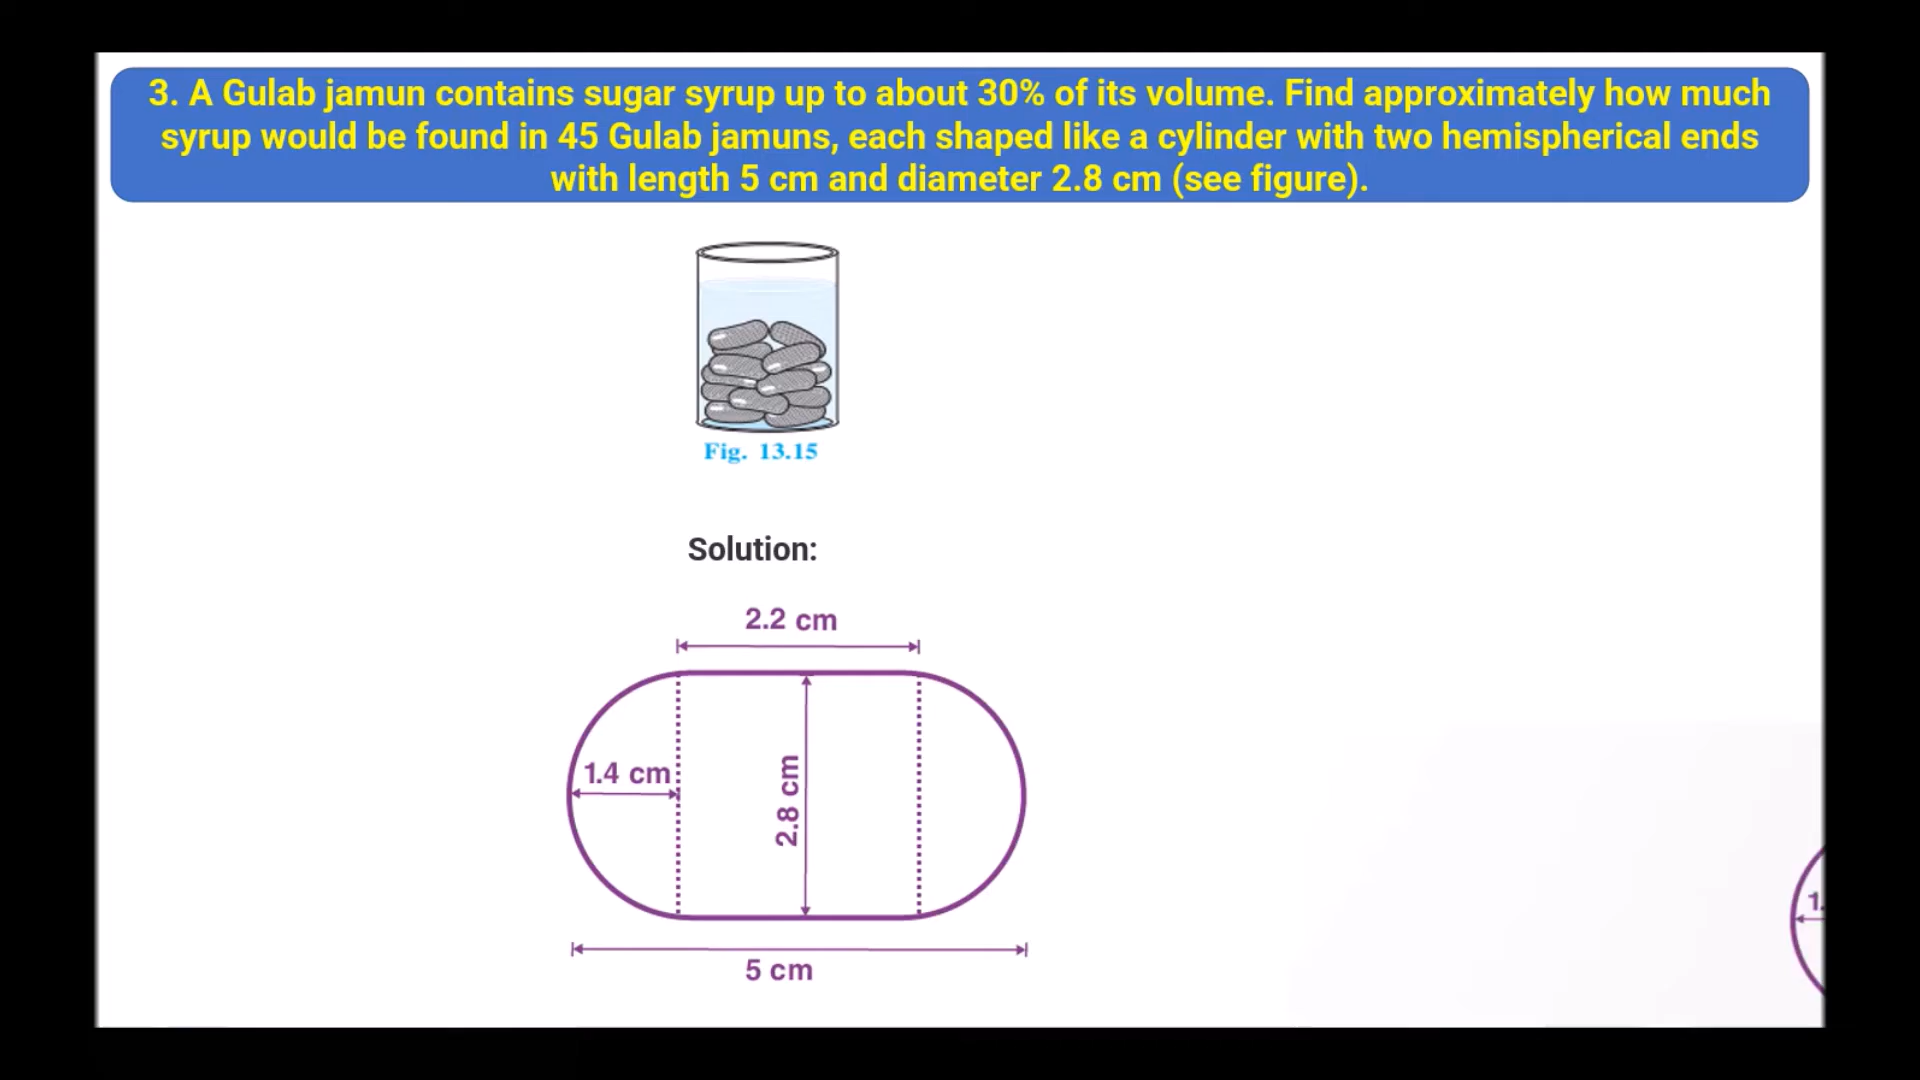 3. A Gulab jamun contains sugar syrup up to about 30% of its volume. Find approximately how much
syrup would be found in 45 Gulab jamuns, each shaped like a cylinder with two hemispherical ends
with length 5 cm and diameter 2.8 cm (see figure).
Fig. 13.15
Solution:
2.2 cm
1.4 cm
2.8 cm
5 cm
1.